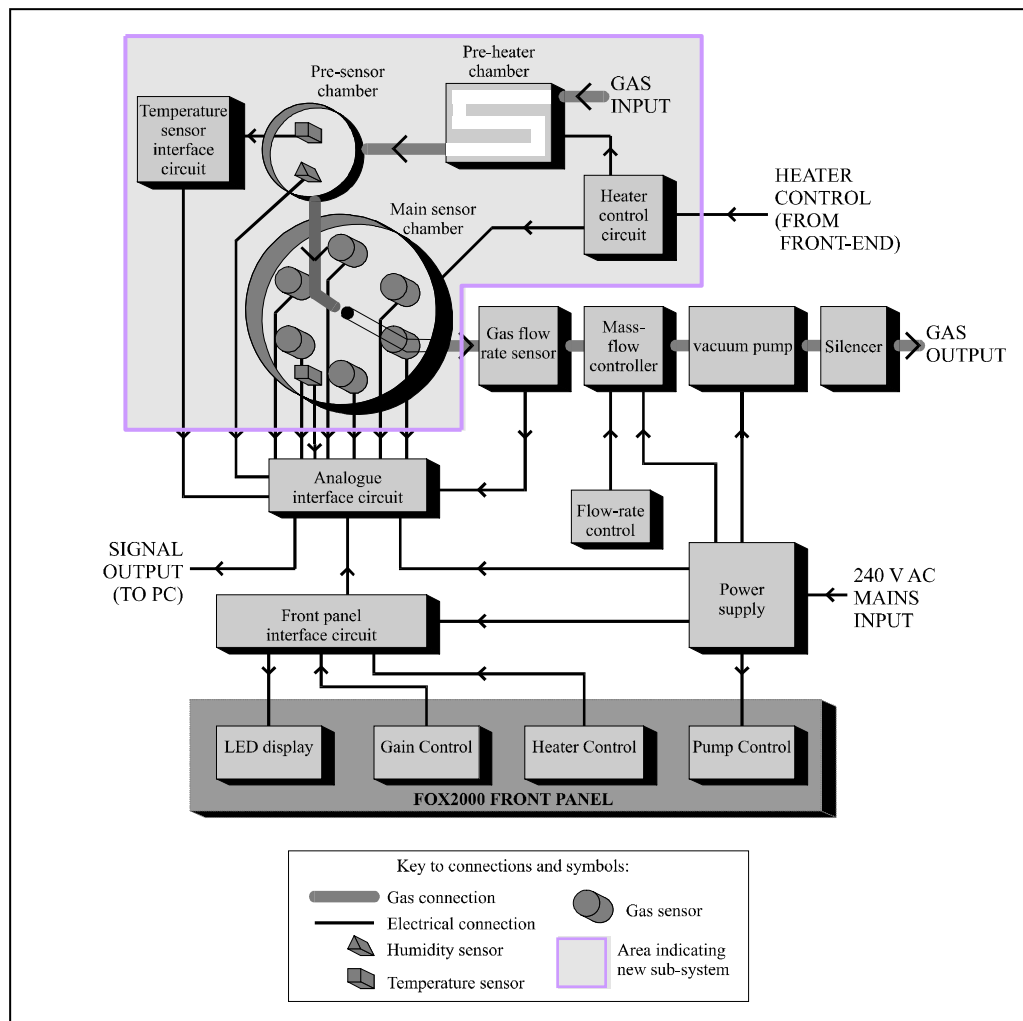 Pre-heater
chamber
Pre-sensor
chamber
GAS
INPUT
Temperature
sensor
interface
circuit
HEATER
CONTROL
(FROM
FRONT-END)
Heater
control
circuit
Main sensor
chamber
Gas flow
rate sensor
Mass-
flow
controller
vacuum pump
Silencer
GAS
OUTPUT
Analogue
interface circuit
Flow-rate
control
SIGNAL
OUTPUT
(TO PC)
Power
supply
240 V AC
MAINS
INPUT
Front panel
interface circuit
LED display
Gain Control
Heater Control
Pump Control
FOX2000 FRONT PANEL
Key to connections and symbols:
Gas connection
Electrical connection
Humidity sensor
Temperature sensor
Gas sensor
Area indicating
new sub-system